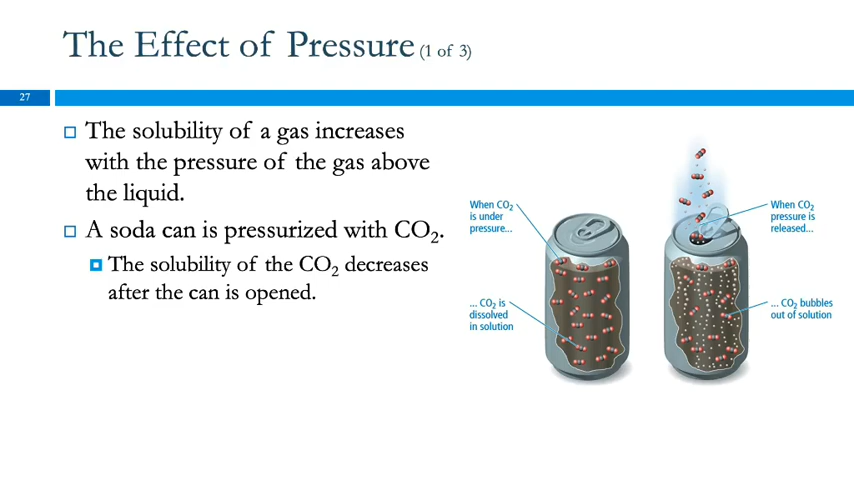 The Effect of Pressure (1 of 3)
27
The solubility of a gas increases
with the pressure of the gas above
the liquid.
A soda can is pressurized with CO₂.
The solubility of the CO₂ decreases
after the can is opened.
When CO₂
is under
pressure...
... CO₂ is
dissolved
in solution
When CO₂
pressure is
released...
... CO₂ bubbles
out of solution